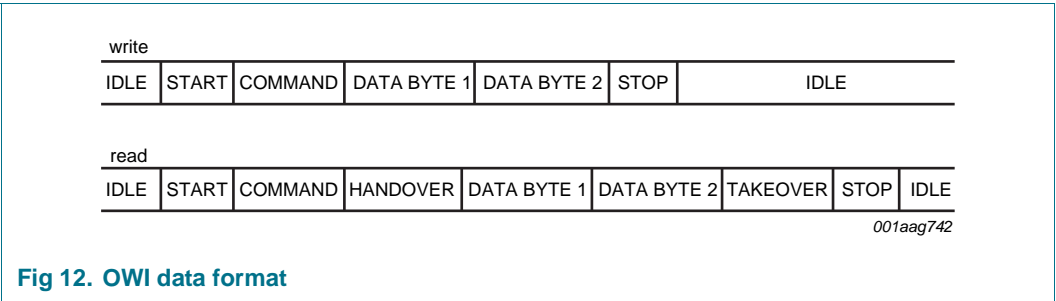 write
IDLE START COMMAND DATA BYTE 1 DATA BYTE 2 STOP IDLE
read
IDLE START COMMAND HANDOVER DATA BYTE 1 DATA BYTE 2 TAKEOVER STOP IDLE
001aag742
Fig 12. OWI data format